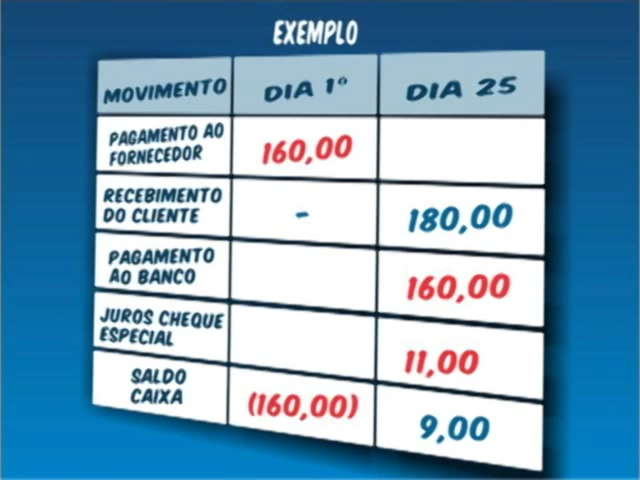 EXEMPLO
MOVIMENTO DIA 1º DIA 25
PAGAMENTO AO
FORNECEDOR 160,00
RECEBIMENTO
DO CLIENTE - 180,00
PAGAMENTO
AO BANCO 160,00
JUROS CHEQUE
ESPECIAL 11,00
SALDO
CAIXA (160,00) 9,00